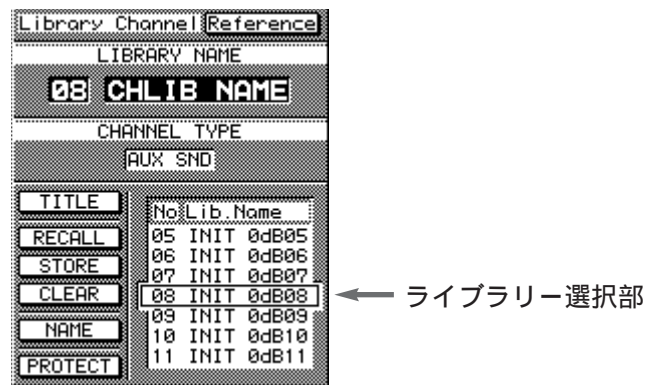 Library Channel Reference
LIBRARY NAME
08 CHLIB NAME
CHANNEL TYPE
AUX SND
TITLE
RECALL
STORE
CLEAR
NAME
PROTECT
No Lib.Name
05 INIT 0dB05
06 INIT 0dB06
07 INIT 0dB07
08 INIT 0dB08
09 INIT 0dB09
10 INIT 0dB10
11 INIT 0dB11
ライブラリー選択部